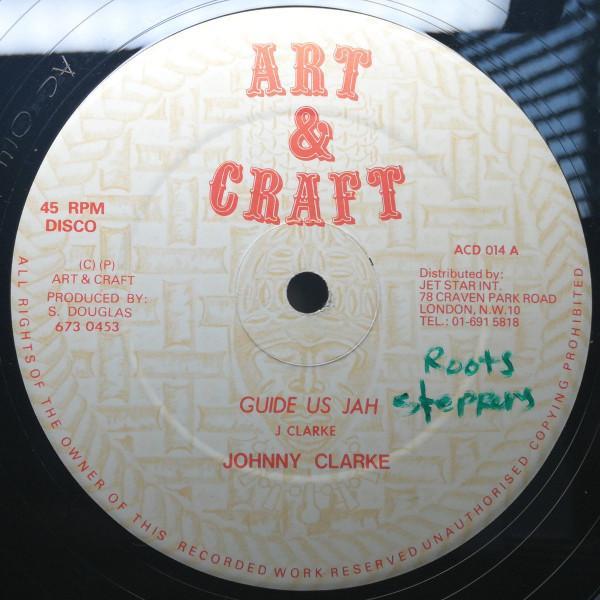 ART
&
CRAFT
45 RPM
DISCO
(C) (P)
ART & CRAFT
PRODUCED BY:
S. DOUGLAS
673 0453
ACD 014 A
Distributed by:
JET STAR INT.
78 CRAVEN PARK ROAD
LONDON, N.W.10
TEL.: 01-691 5818
Roots
steppers
GUIDE US JAH
J CLARKE
JOHNNY CLARKE
ALL RIGHTS OF THE OWNER OF THIS RECORDED WORK RESERVED UNAUTHORISED COPYING PROHIBITED